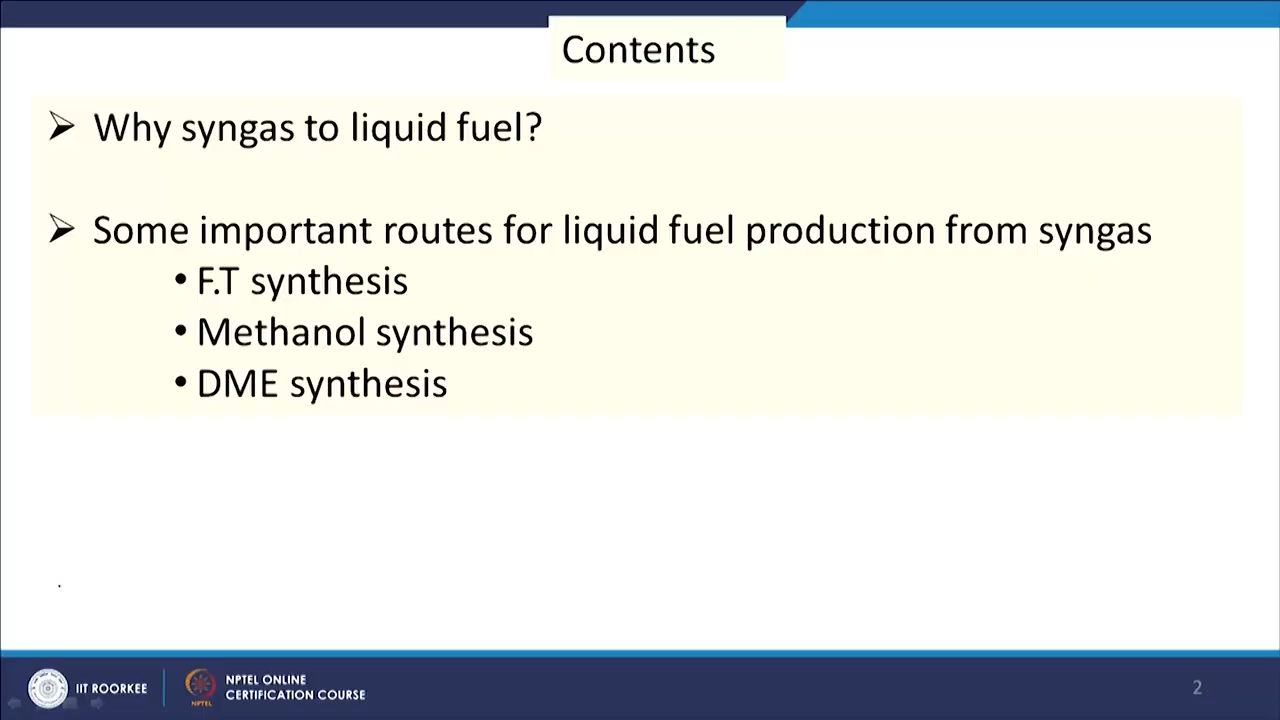 Contents
➢ Why syngas to liquid fuel?
➢ Some important routes for liquid fuel production from syngas
• F.T synthesis
• Methanol synthesis
• DME synthesis
IIT ROORKEE
NPTEL
NPTEL ONLINE
CERTIFICATION COURSE
2